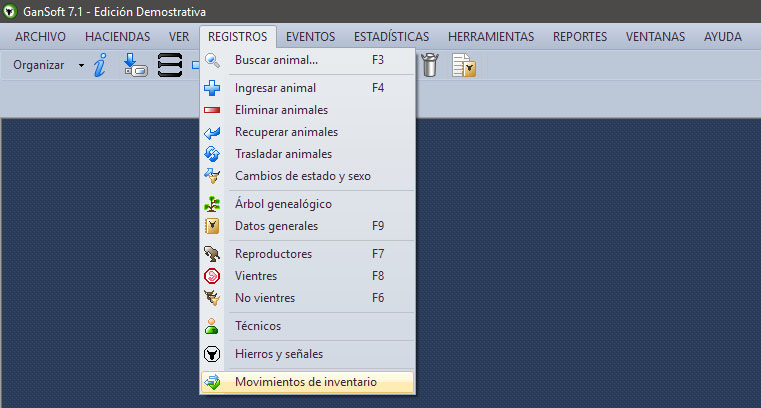 GanSoft 7.1 - Edición Demostrativa
ARCHIVO HACIENDAS VER REGISTROS EVENTOS ESTADÍSTICAS HERRAMIENTAS REPORTES VENTANAS AYUDA
Organizar
Buscar animal... F3
Ingresar animal F4
Eliminar animales
Recuperar animales
Trasladar animales
Cambios de estado y sexo
Árbol genealógico
Datos generales F9
Reproductores F7
Vientres F8
No vientres F6
Técnicos
Hierros y señales
Movimientos de inventario